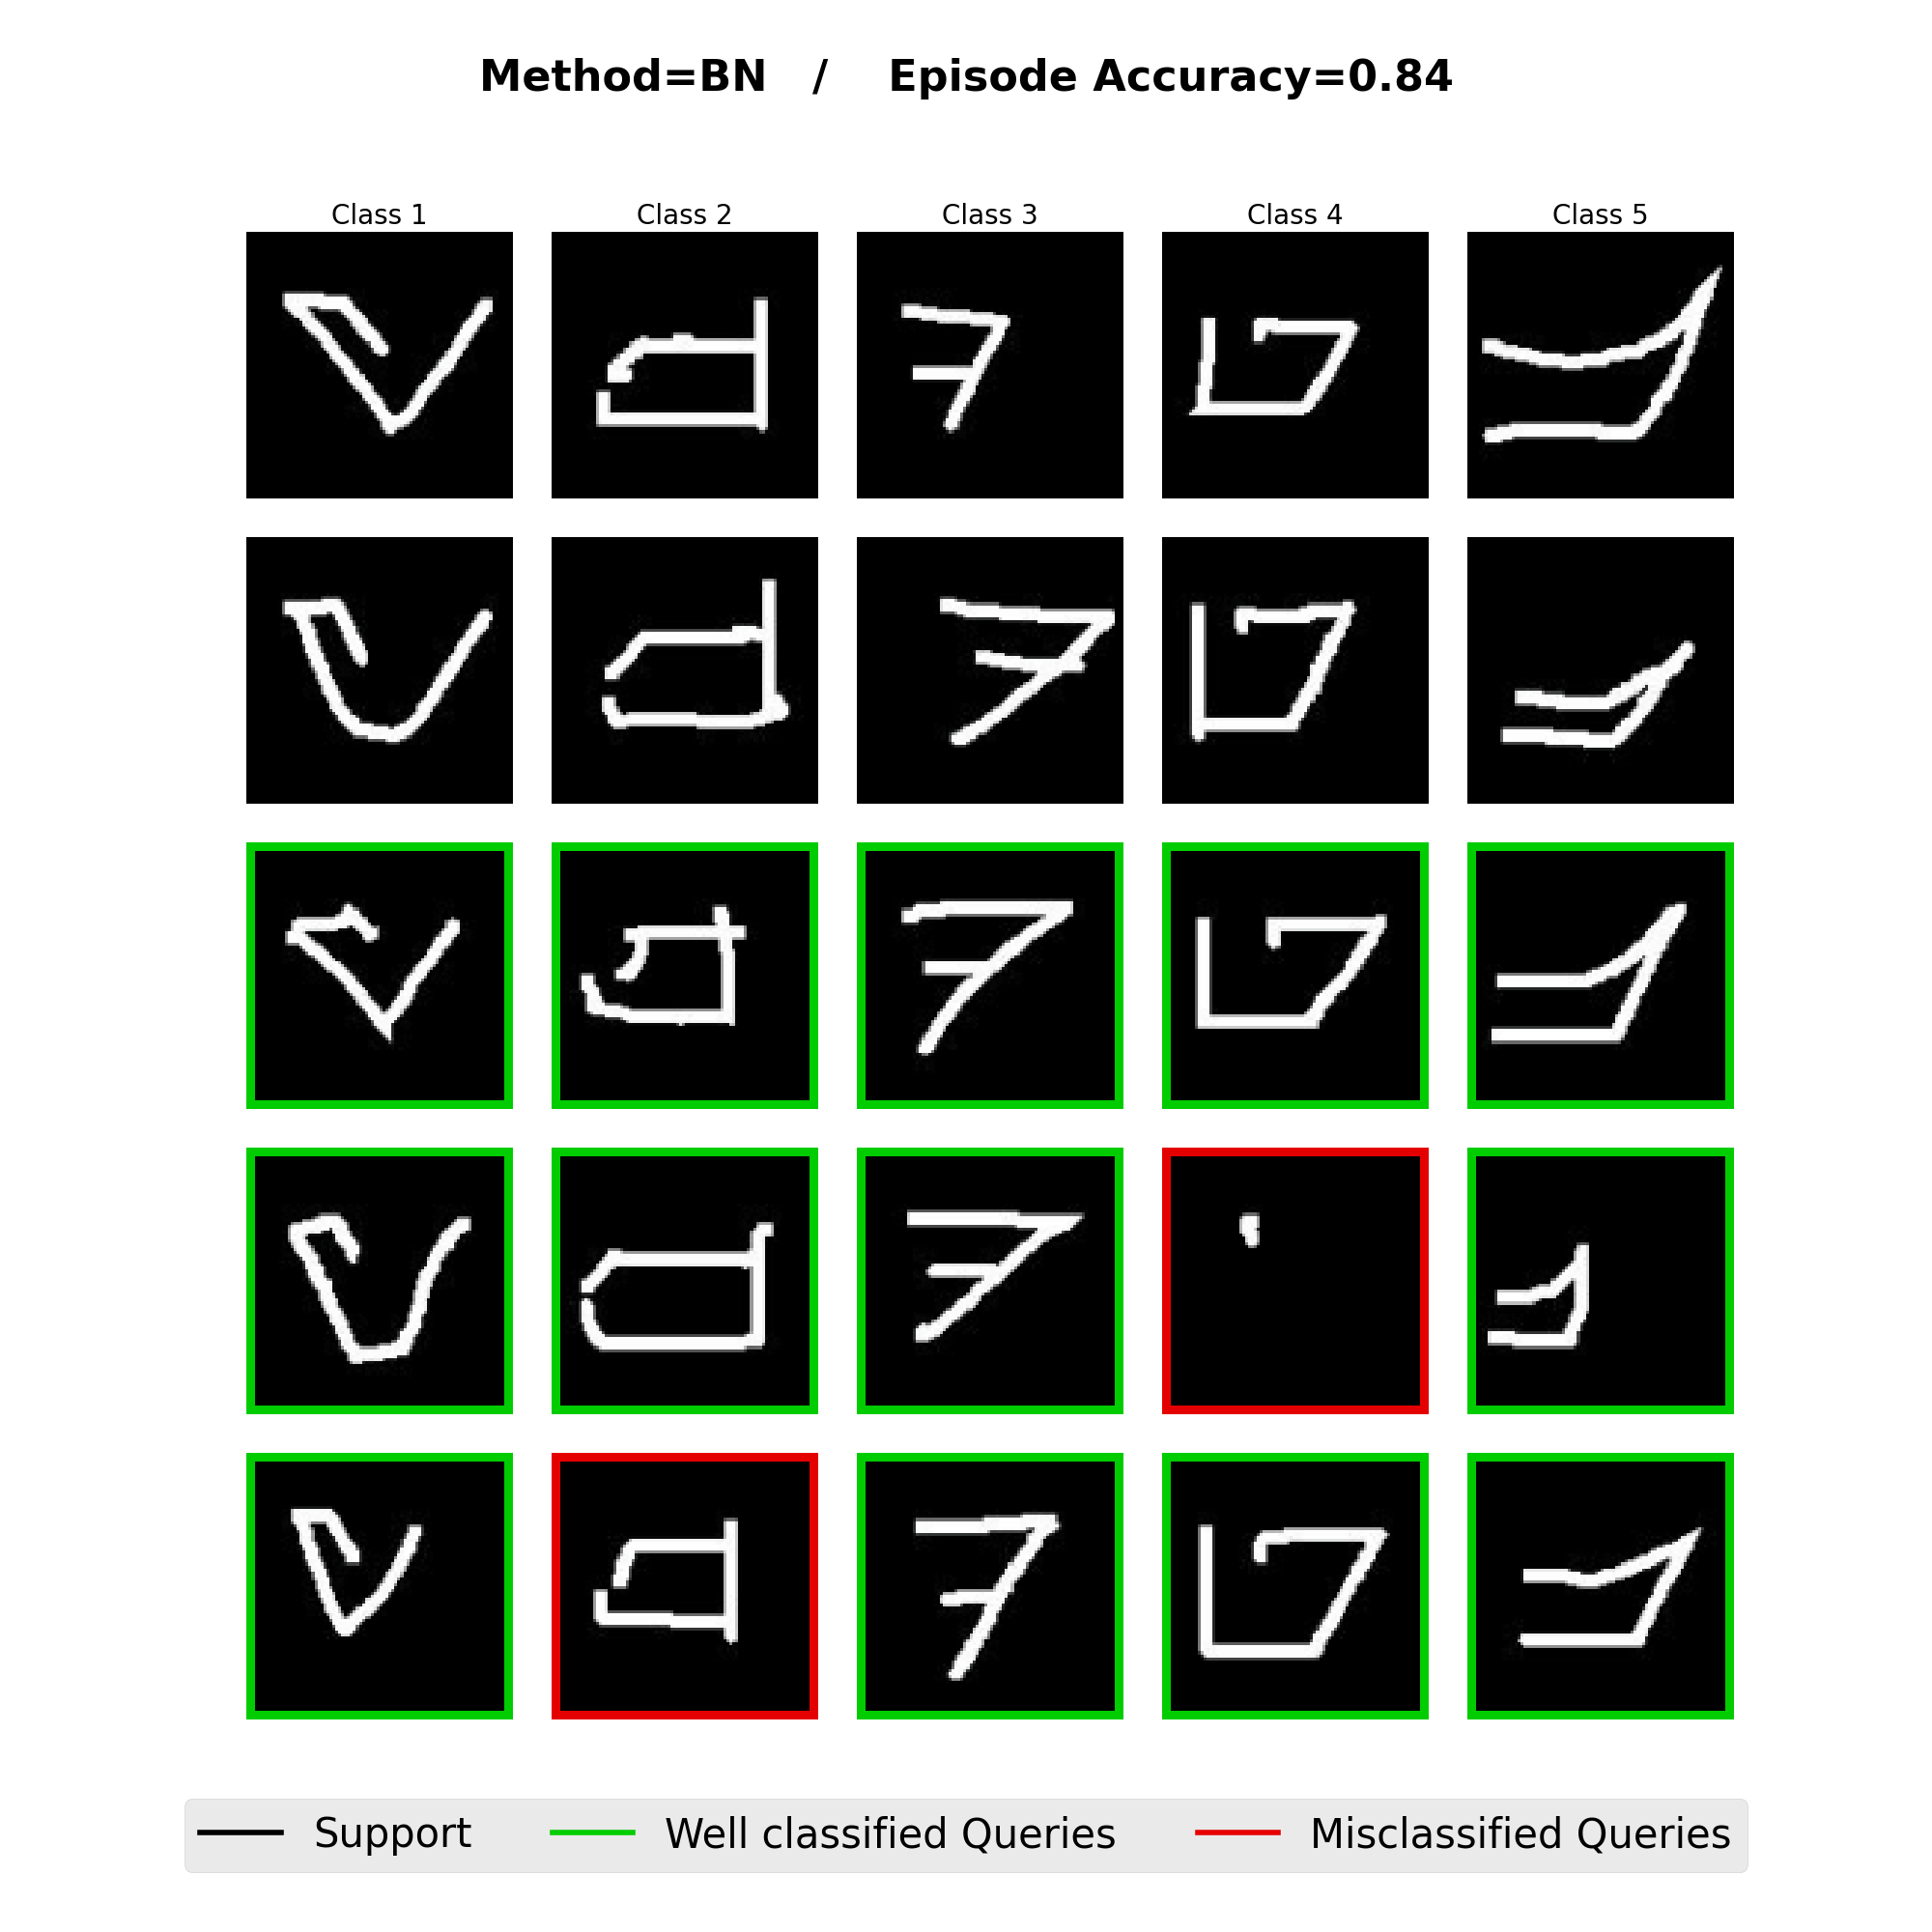 Method=BN / Episode Accuracy=0.84
Class 1 Class 2 Class 3 Class 4 Class 5
Support Well classified Queries Misclassified Queries